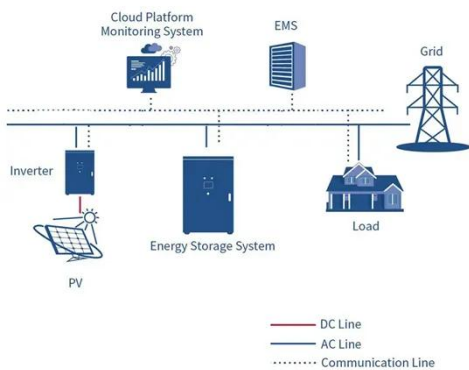 Cloud Platform
Monitoring System
EMS
Grid
Inverter
Energy Storage System
Load
PV
DC Line
AC Line
Communication Line